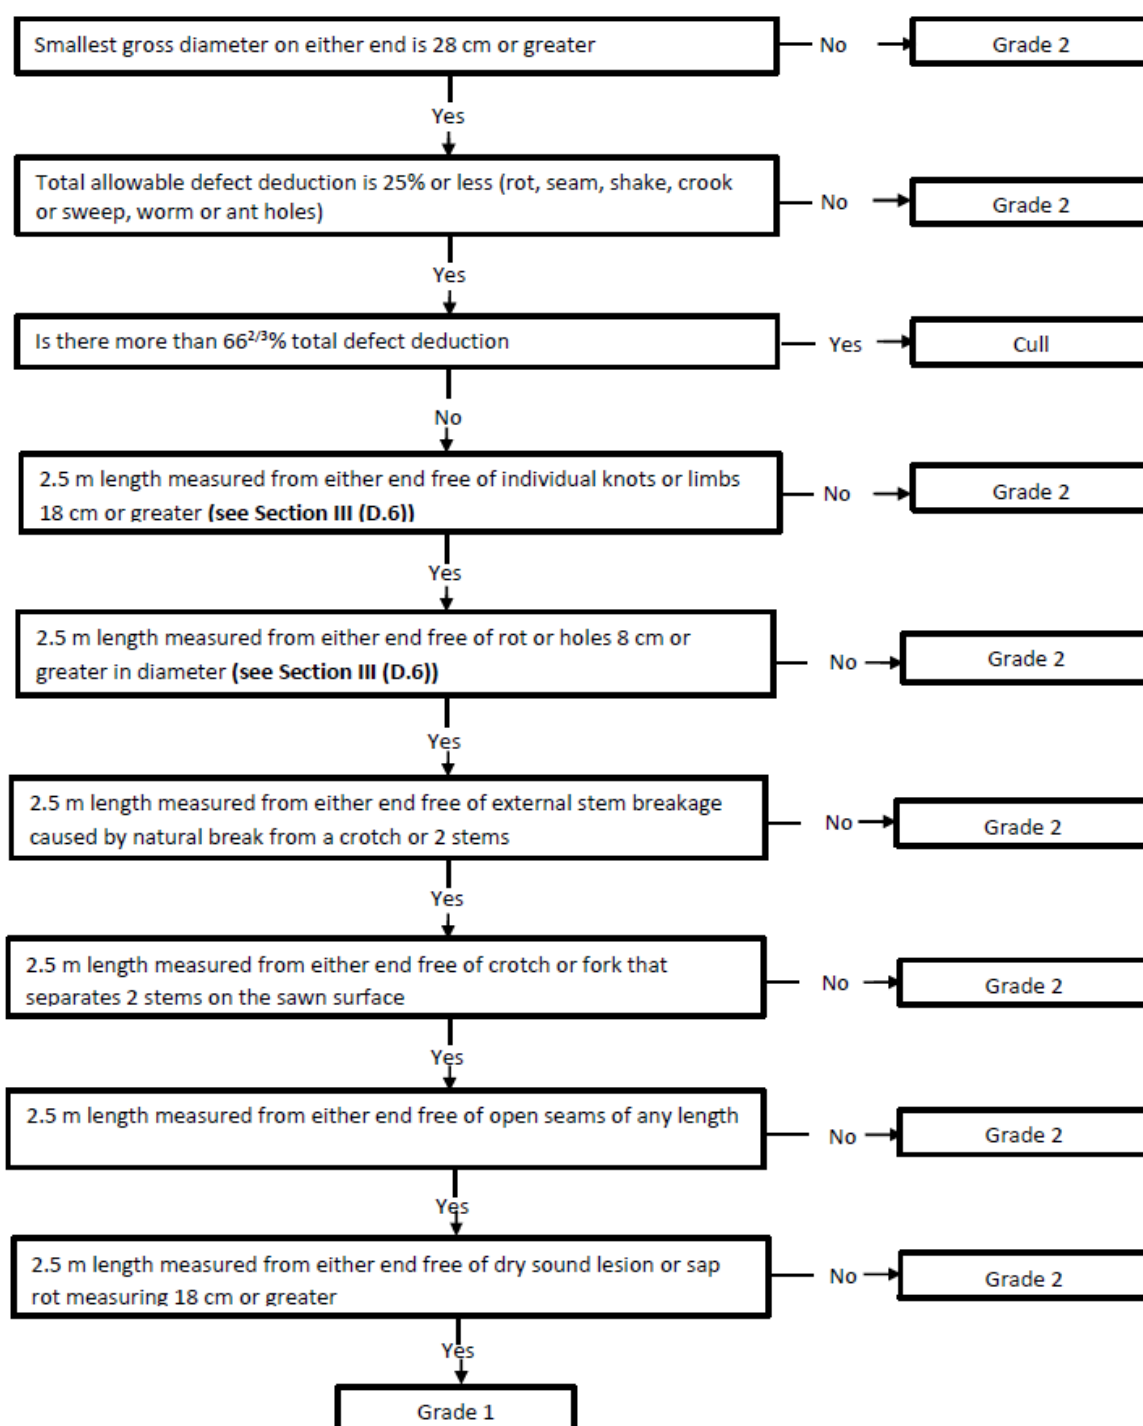 Smallest gross diameter on either end is 28 cm or greater
No
Grade 2
Yes
Total allowable defect deduction is 25% or less (rot, seam, shake, crook
or sweep, worm or ant holes)
No
Grade 2
Yes
Is there more than 66²/³% total defect deduction
Yes
Cull
No
2.5 m length measured from either end free of individual knots or limbs
18 cm or greater (see Section III (D.6))
No
Grade 2
Yes
2.5 m length measured from either end free of rot or holes 8 cm or
greater in diameter (see Section III (D.6))
No
Grade 2
Yes
2.5 m length measured from either end free of external stem breakage
caused by natural break from a crotch or 2 stems
No
Grade 2
Yes
2.5 m length measured from either end free of crotch or fork that
separates 2 stems on the sawn surface
No
Grade 2
Yes
2.5 m length measured from either end free of open seams of any length
No
Grade 2
Yes
2.5 m length measured from either end free of dry sound lesion or sap
rot measuring 18 cm or greater
No
Grade 2
Yes
Grade 1